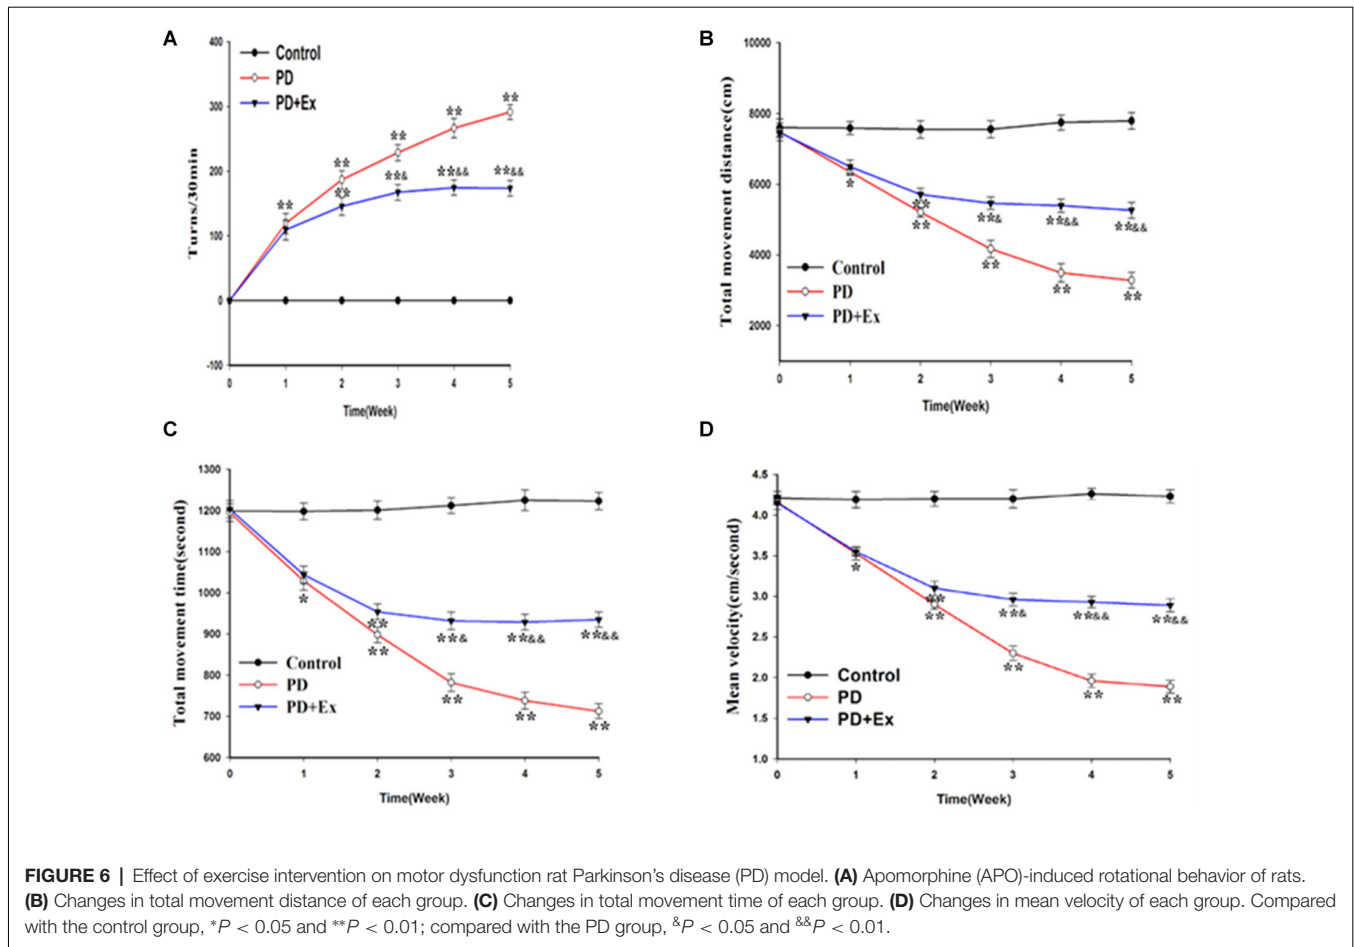 A
400
300
200
100
0
-100
Turns/30min
Control
PD
PD+Ex
**
**
**
**
**
**
**&
**&&
**&&
0 1 2 3 4 5
Time(Week)
B
10000
8000
6000
4000
2000
Total movement distance(cm)
*
**
**
**&
**&&
**&&
**
**
**
Control
PD
PD+Ex
0 1 2 3 4 5
Time(Week)
C
1300
1200
1100
1000
900
800
700
600
Total movement time(second)
*
**
**
**&
**&&
**&&
**
**
**
Control
PD
PD+Ex
0 1 2 3 4 5
Time(Week)
D
4.5
4.0
3.5
3.0
2.5
2.0
1.5
1.0
Mean velocity(cm/second)
*
**
**
**&
**&&
**&&
**
**
**
Control
PD
PD+Ex
0 1 2 3 4 5
Time(Week)
FIGURE 6 | Effect of exercise intervention on motor dysfunction rat Parkinson's disease (PD) model. (A) Apomorphine (APO)-induced rotational behavior of rats.
(B) Changes in total movement distance of each group. (C) Changes in total movement time of each group. (D) Changes in mean velocity of each group. Compared
with the control group, *P < 0.05 and **P < 0.01; compared with the PD group, &P < 0.05 and &&P < 0.01.